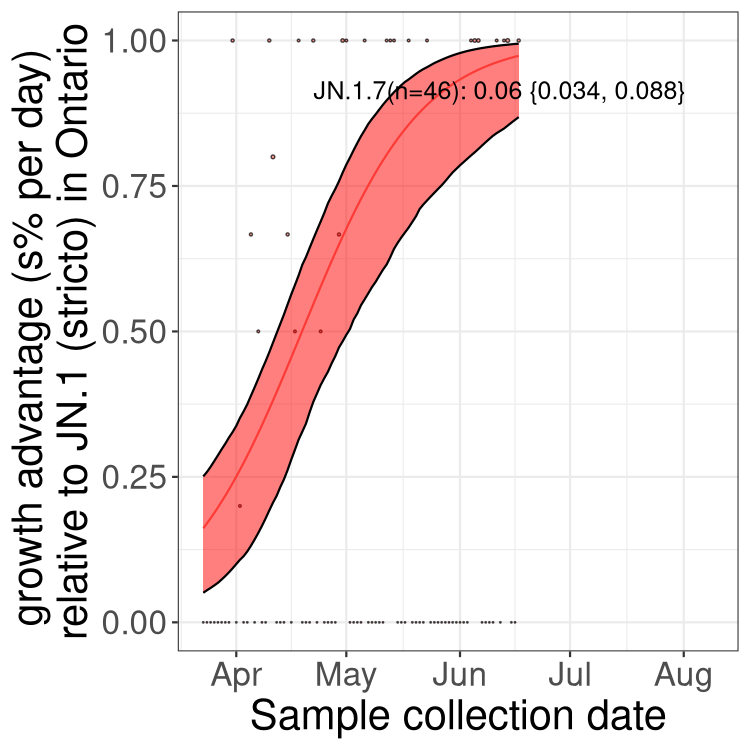 growth advantage (s% per day)
relative to JN.1 (stricto) in Ontario
1.00
0.75
0.50
0.25
0.00
JN.1.7(n=46): 0.06 {0.034, 0.088}
Apr May Jun Jul Aug
Sample collection date